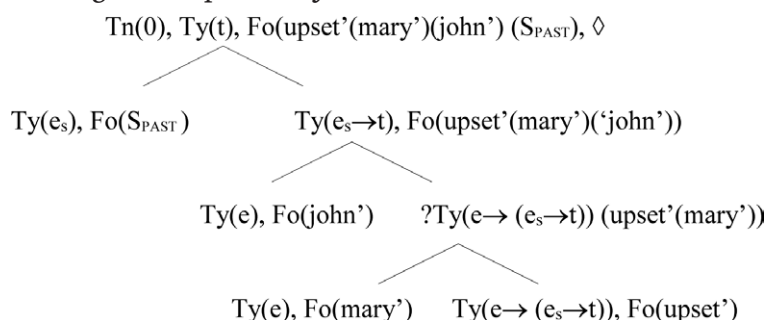 Tn(0), Ty(t), Fo(upset’(mary’)(john’) (SPAST), ◊
Ty(es), Fo(SPAST) Ty(es→t), Fo(upset’(mary’)(‘john’))
Ty(e), Fo(john’) ?Ty(e→ (es→t)) (upset’(mary’))
Ty(e), Fo(mary’) Ty(e→ (es→t)), Fo(upset’)